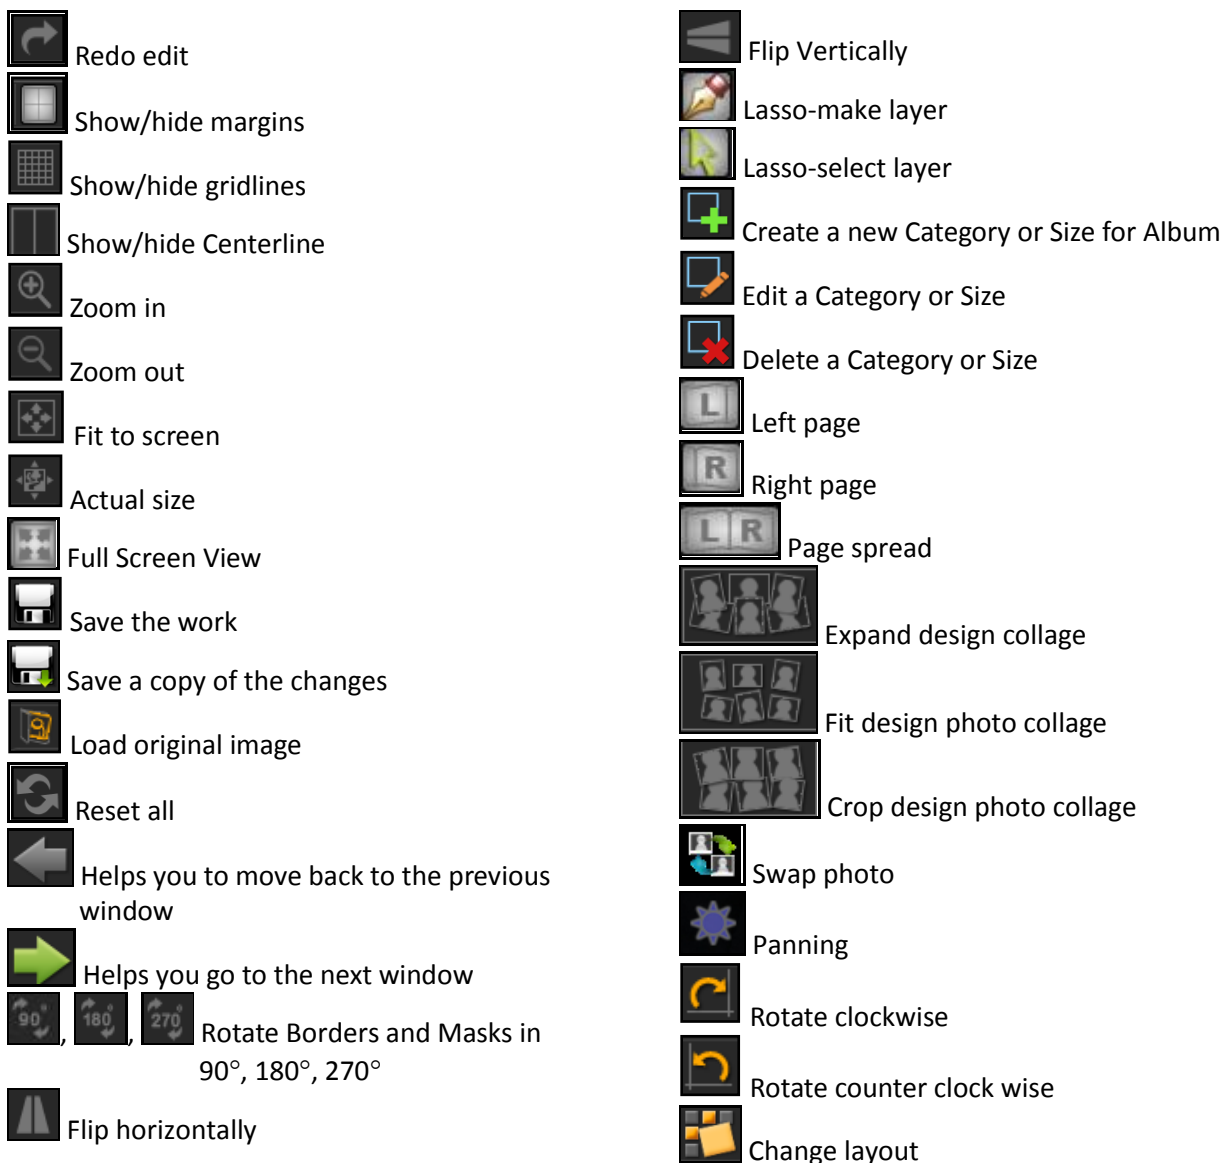 Redo edit
Show/hide margins
Show/hide gridlines
Show/hide Centerline
Zoom in
Zoom out
Fit to screen
Actual size
Full Screen View
Save the work
Save a copy of the changes
Load original image
Reset all
Helps you to move back to the previous
window
Helps you go to the next window
90°, 180°, 270° Rotate Borders and Masks in
90°, 180°, 270°
Flip horizontally
Flip Vertically
Lasso-make layer
Lasso-select layer
Create a new Category or Size for Album
Edit a Category or Size
Delete a Category or Size
L Left page
R Right page
L R Page spread
Expand design collage
Fit design photo collage
Crop design photo collage
Swap photo
Panning
Rotate clockwise
Rotate counter clock wise
Change layout